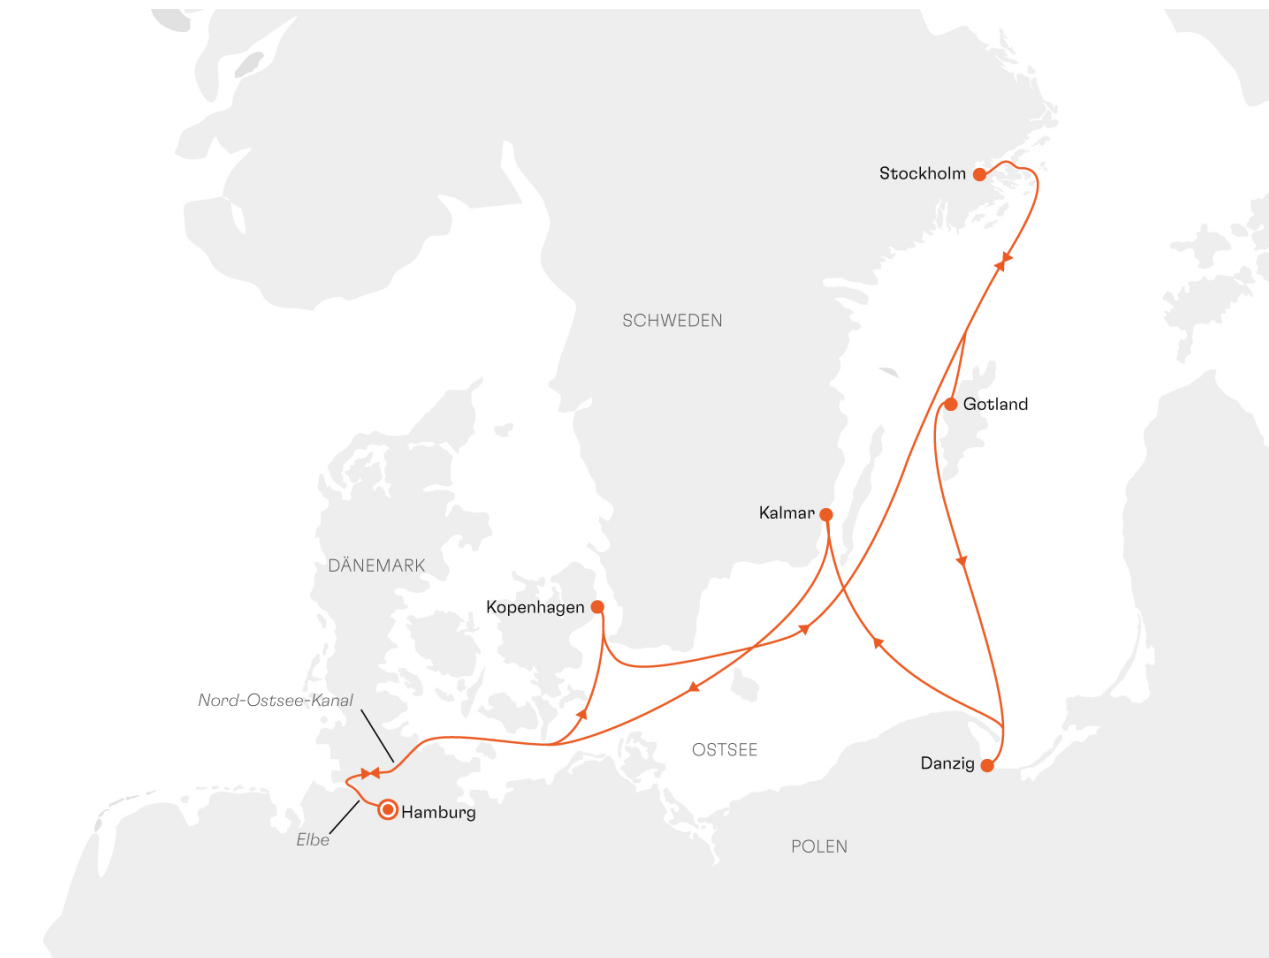 Stockholm
SCHWEDEN
Gotland
Kalmar
DÄNEMARK
Kopenhagen
Nord-Ostsee-Kanal
OSTSEE
Danzig
Hamburg
Elbe
POLEN